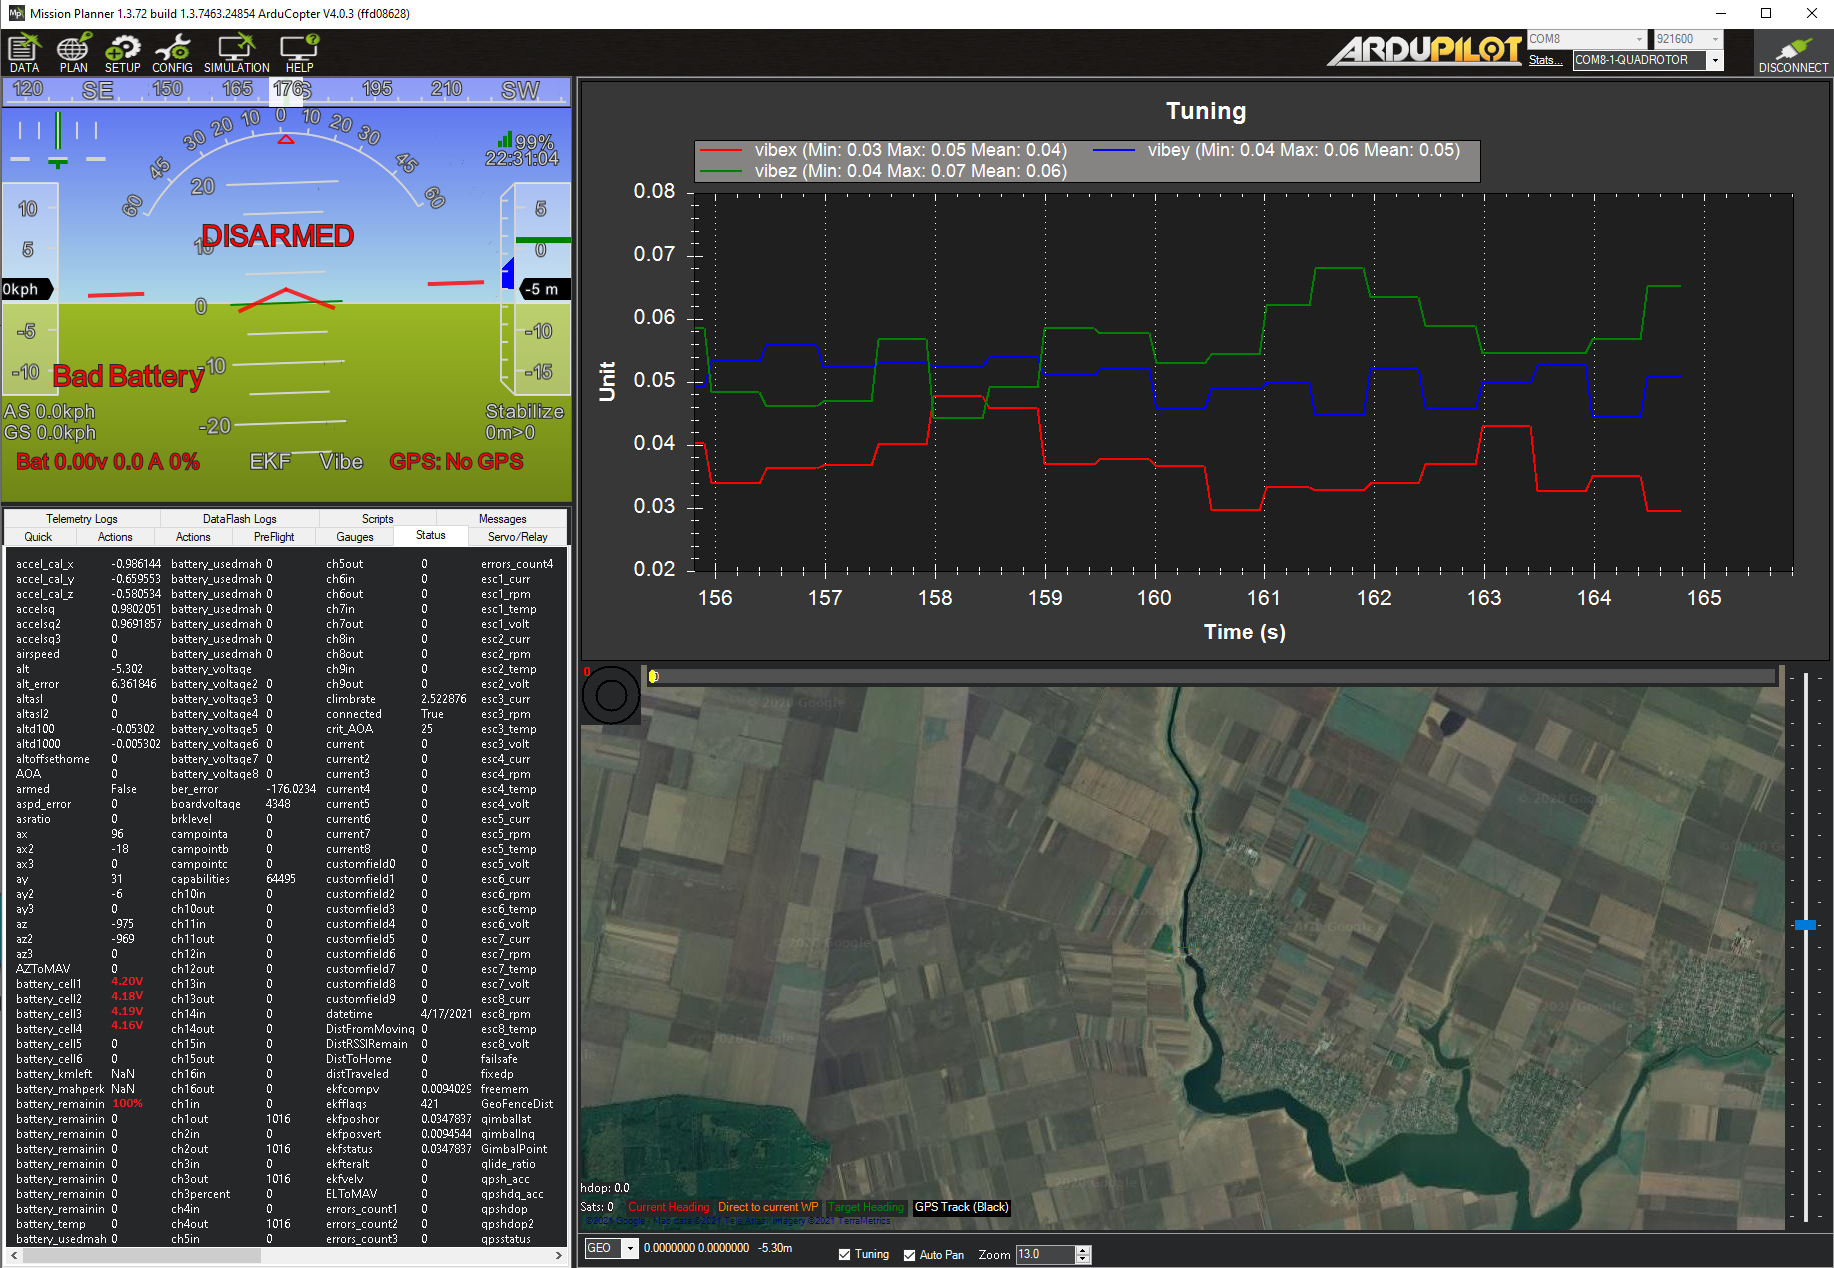 Mission Planner 1.3.72 build 1.3.7463.24854 ArduCopter V4.0.3 (ffd08628)
DATA PLAN SETUP CONFIG SIMULATION HELP
ARDUPILOT
COM8 921600
Stats... COM8-1-QUADROTOR
DISCONNECT
120 SE 150 165 176 S 195 210 SW
60 45 30 20 10 0 10 20 30 45 60
99%
22:31:04
20
DISARMED
10
10 5 0kph -5 -10
5 0 -5 m -10 -15
0
-10
Bad Battery
-20
AS 0.0kph
GS 0.0kph
Stabilize
0m>0
Bat 0.00v 0.0 A 0% EKF Vibe GPS: No GPS
Telemetry Logs DataFlash Logs Scripts Messages
Quick Actions Actions PreFlight Gauges Status Servo/Relay
accel_cal_x -0.986144 battery_usedmah 0 ch5out 0 errors_count4
accel_cal_y -0.659553 battery_usedmah 0 ch6in 0 esc1_curr
accel_cal_z -0.580534 battery_usedmah 0 ch6out 0 esc1_rpm
accelsq 0.9802051 battery_usedmah 0 ch7in 0 esc1_temp
accelsq2 0.9691857 battery_usedmah 0 ch7out 0 esc1_volt
accelsq3 0 battery_usedmah 0 ch8in 0 esc2_curr
airspeed 0 battery_usedmah 0 ch8out 0 esc2_rpm
alt -5.302 battery_voltage ch9in 0 esc2_temp
alt_error 6.361846 battery_voltage2 0 ch9out 0 esc2_volt
altasl 0 battery_voltage3 0 climbrate 2.522876 esc3_curr
altasl2 0 battery_voltage4 0 connected True esc3_rpm
altd100 -0.05302 battery_voltage5 0 crit_AOA 25 esc3_temp
altd1000 -0.005302 battery_voltage6 0 current 0 esc3_volt
altoffsethome 0 battery_voltage7 0 current2 0 esc4_curr
AOA 0 battery_voltage8 0 current3 0 esc4_rpm
armed False ber_error -176.0234 current4 0 esc4_temp
aspd_error 0 boardvoltage 4348 current5 0 esc4_volt
asratio 0 brklevel 0 current6 0 esc5_curr
ax 96 campointa 0 current7 0 esc5_rpm
ax2 -18 campointb 0 current8 0 esc5_temp
ax3 0 campointc 0 customfield0 0 esc5_volt
ay 31 capabilities 64495 customfield1 0 esc6_curr
ay2 -6 ch10in 0 customfield2 0 esc6_rpm
ay3 0 ch10out 0 customfield3 0 esc6_temp
az -975 ch11in 0 customfield4 0 esc6_volt
az2 -969 ch11out 0 customfield5 0 esc7_curr
az3 0 ch12in 0 customfield6 0 esc7_rpm
AZToMAV 0 ch12out 0 customfield7 0 esc7_temp
battery_cell1 4.20V ch13in 0 customfield8 0 esc7_volt
battery_cell2 4.18V ch13out 0 customfield9 0 esc8_curr
battery_cell3 4.19V ch14in 0 datetime 4/17/2021 esc8_rpm
battery_cell4 4.16V ch14out 0 DistFromMoving 0 esc8_temp
battery_cell5 0 ch15in 0 DistRSSIRemain 0 esc8_volt
battery_cell6 0 ch15out 0 DistToHome 0 failsafe
battery_kmleft NaN ch16in 0 distTraveled 0 fixedp
battery_mahperk NaN ch16out 0 ekfcompv 0.0094029 freemem
battery_remainin 100% ch1in 0 ekfflags 421 GeoFenceDist
battery_remainin 0 ch1out 1016 ekfposhor 0.0347837 gimballat
battery_remainin 0 ch2in 0 ekfposvert 0.0094544 gimballng
battery_remainin 0 ch2out 1016 ekfstatus 0.0347837 GimbalPoint
battery_remainin 0 ch3in 0 ekfteralt 0 glide_ratio
battery_remainin 0 ch3out 1016 ekfvelv 0 gpsh_acc
battery_remainin 0 ch3percent 0 ELToMAV 0 gpshdg_acc
battery_remainin 0 ch4in 0 errors_count1 0 gpshdop
battery_temp 0 ch4out 1016 errors_count2 0 gpshdop2
battery_usedmah 0 ch5in 0 errors_count3 0 gpsstatus
Tuning
vibex (Min: 0.03 Max: 0.05 Mean: 0.04) vibey (Min: 0.04 Max: 0.06 Mean: 0.05)
vibez (Min: 0.04 Max: 0.07 Mean: 0.06)
0.08
0.07
0.06
0.05
0.04
0.03
0.02
Unit
156 157 158 159 160 161 162 163 164 165
Time (s)
0
© 2020 Google
hdop: 0.0
Sats: 0 Current Heading Direct to current WP Target Heading GPS Track (Black)
©2021 Google - Map data ©2021 Tele Atlas, Imagery ©2021 TerraMetrics
GEO 0.0000000 0.0000000 -5.30m Tuning Auto Pan Zoom 13.0